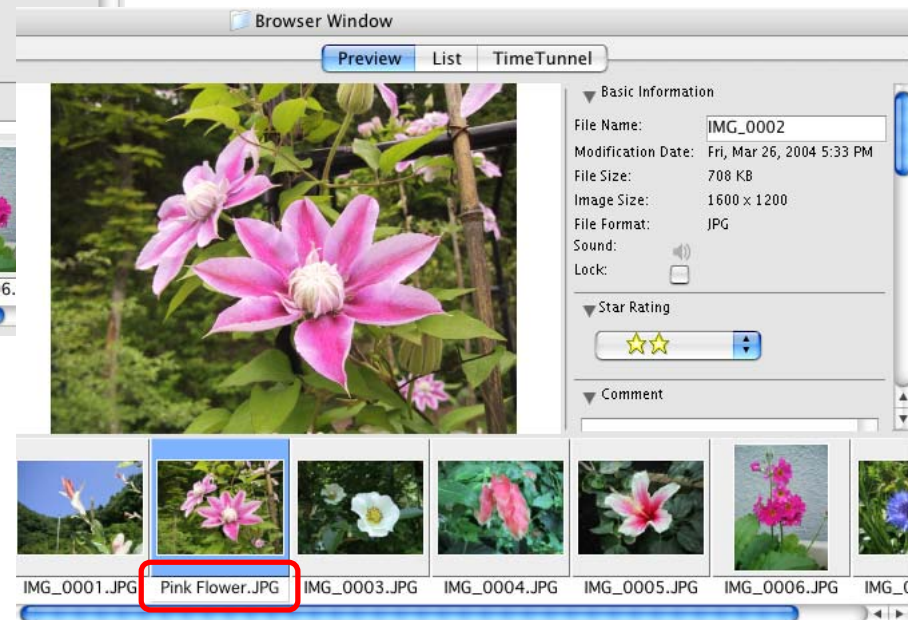 Browser Window
Preview List TimeTunnel
Basic Information
File Name: IMG_0002
Modification Date: Fri, Mar 26, 2004 5:33 PM
File Size: 708 KB
Image Size: 1600 x 1200
File Format: JPG
Sound:
Lock:
Star Rating
Comment
6.
IMG_0001.JPG Pink Flower.JPG IMG_0003.JPG IMG_0004.JPG IMG_0005.JPG IMG_0006.JPG IMG_0